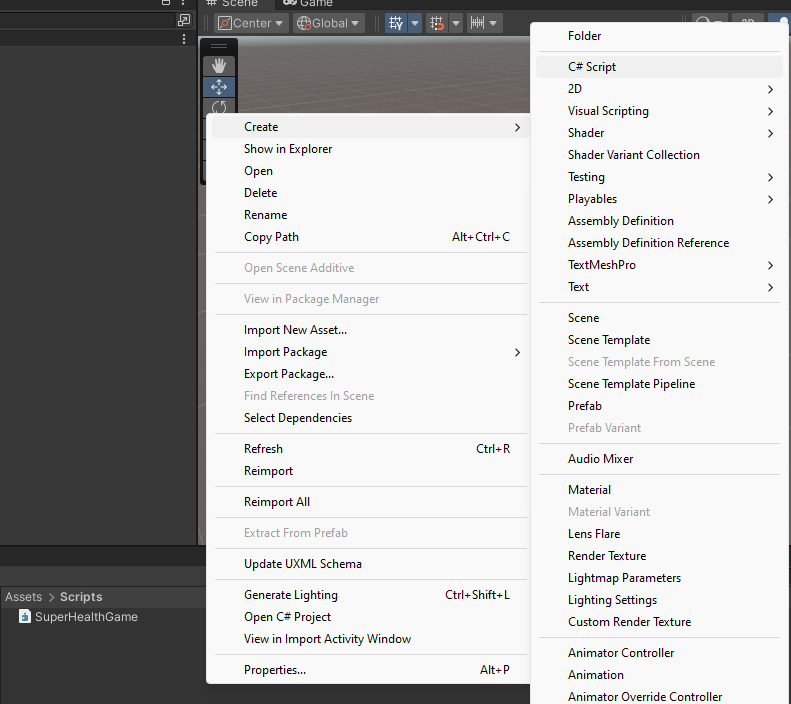 Scene
Game
Center
Global
Create
Show in Explorer
Open
Delete
Rename
Copy Path Alt+Ctrl+C
Open Scene Additive
View in Package Manager
Import New Asset...
Import Package
Export Package...
Find References In Scene
Select Dependencies
Refresh Ctrl+R
Reimport
Reimport All
Extract From Prefab
Update UXML Schema
Generate Lighting Ctrl+Shift+L
Open C# Project
View in Import Activity Window
Properties... Alt+P
Folder
C# Script
2D
Visual Scripting
Shader
Shader Variant Collection
Testing
Playables
Assembly Definition
Assembly Definition Reference
TextMeshPro
Text
Scene
Scene Template
Scene Template From Scene
Scene Template Pipeline
Prefab
Prefab Variant
Audio Mixer
Material
Material Variant
Lens Flare
Render Texture
Lightmap Parameters
Lighting Settings
Custom Render Texture
Animator Controller
Animation
Animator Override Controller
Assets > Scripts
SuperHealthGame